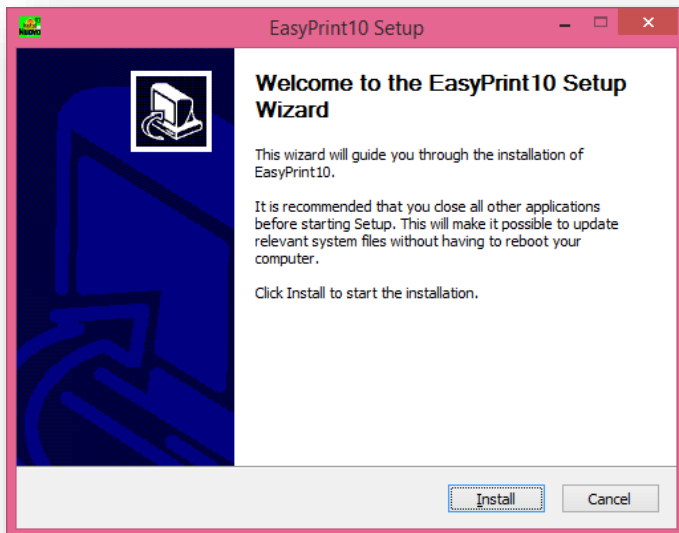 EasyPrint10 Setup
Welcome to the EasyPrint10 Setup
Wizard
This wizard will guide you through the installation of
EasyPrint10.
It is recommended that you close all other applications
before starting Setup. This will make it possible to update
relevant system files without having to reboot your
computer.
Click Install to start the installation.
Install
Cancel